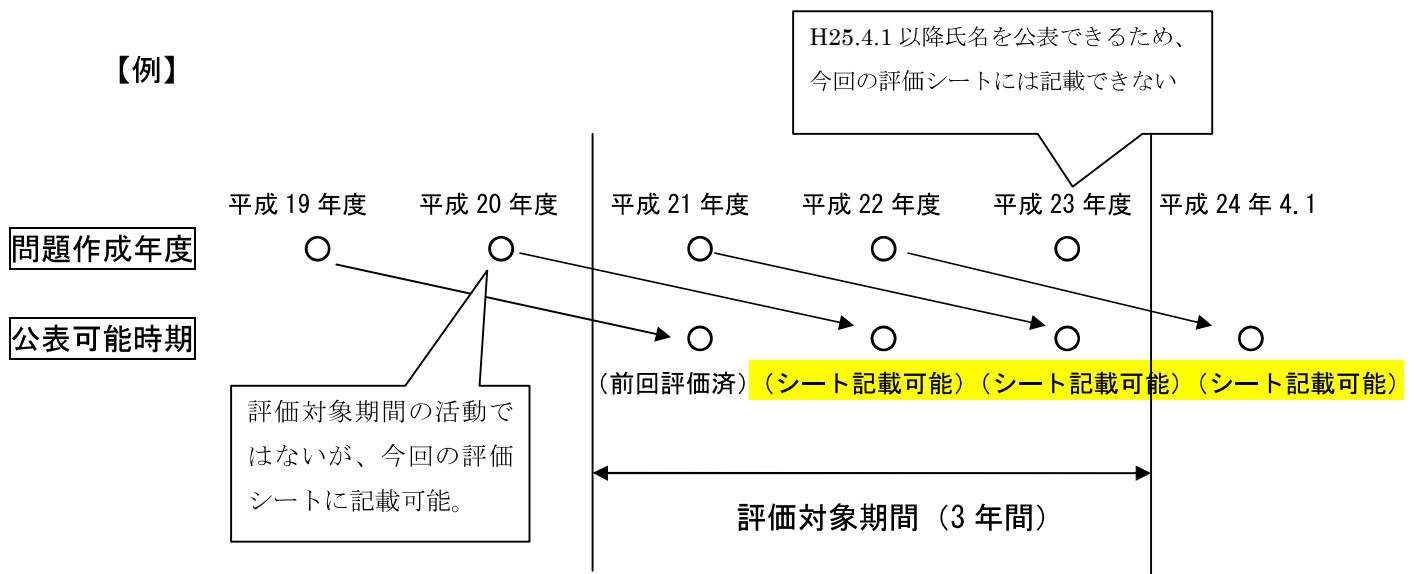 H25.4.1 以降氏名を公表できるため、
今回の評価シートには記載できない
【例】
平成 19 年度 平成 20 年度 平成 21 年度 平成 22 年度 平成 23 年度 平成 24 年 4.1
問題作成年度
公表可能時期
(前回評価済) (シート記載可能) (シート記載可能) (シート記載可能)
評価対象期間の活動で
はないが、今回の評価
シートに記載可能。
評価対象期間（3 年間）